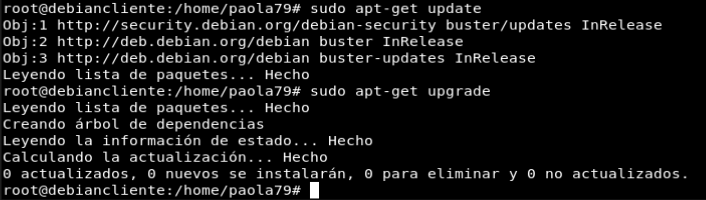 root@debiancliente:/home/paola79# sudo apt-get update
Obj:1 http://security.debian.org/debian-security buster/updates InRelease
Obj:2 http://deb.debian.org/debian buster InRelease
Obj:3 http://deb.debian.org/debian buster-updates InRelease
Leyendo lista de paquetes... Hecho
root@debiancliente:/home/paola79# sudo apt-get upgrade
Leyendo lista de paquetes... Hecho
Creando árbol de dependencias
Leyendo la información de estado... Hecho
Calculando la actualización... Hecho
0 actualizados, 0 nuevos se instalarán, 0 para eliminar y 0 no actualizados.
root@debiancliente:/home/paola79#